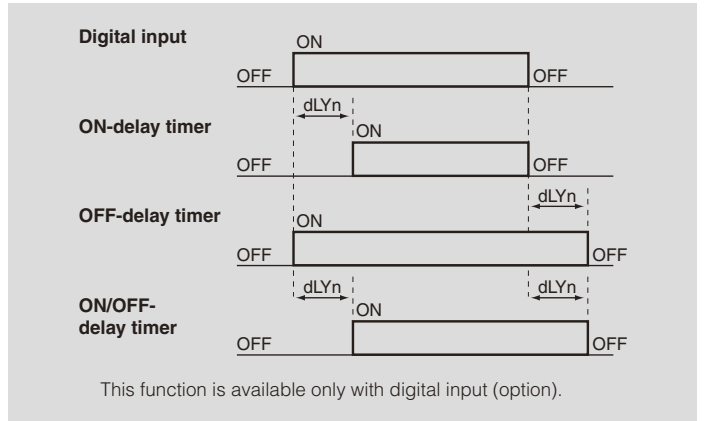 Digital input
ON
OFF
OFF
dLYn
ON-delay timer
ON
OFF
OFF
dLYn
OFF-delay timer
ON
OFF
OFF
dLYn
dLYn
ON/OFF-
delay timer
ON
OFF
OFF
This function is available only with digital input (option).